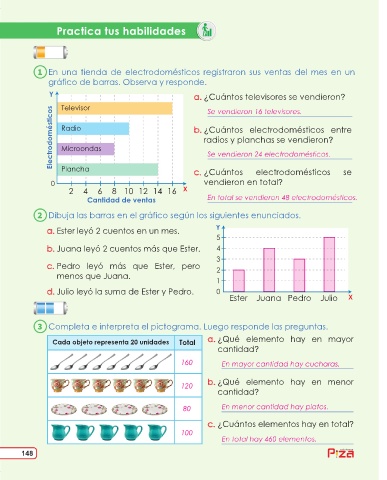 Practica tus habilidades
1 En una tienda de electrodomésticos registraron sus ventas del mes en un
gráfico de barras. Observa y responde.
Y
Electrodomésticos
Televisor
Radio
Microondas
Plancha
0
2 4 6 8 10 12 14 16 X
Cantidad de ventas
a. ¿Cuántos televisores se vendieron?
Se vendieron 16 televisores.
b. ¿Cuántos electrodomésticos entre
radios y planchas se vendieron?
Se vendieron 24 electrodomésticos.
c. ¿Cuántos electrodomésticos se
vendieron en total?
En total se vendieron 48 electrodomésticos.
2 Dibuja las barras en el gráfico según los siguientes enunciados.
a. Ester leyó 2 cuentos en un mes.
b. Juana leyó 2 cuentos más que Ester.
c. Pedro leyó más que Ester, pero
menos que Juana.
d. Julio leyó la suma de Ester y Pedro.
Y
5
4
3
2
1
0
Ester Juana Pedro Julio X
3 Completa e interpreta el pictograma. Luego responde las preguntas.
Cada objeto representa 20 unidades Total
160
120
80
100
a. ¿Qué elemento hay en mayor
cantidad?
En mayor cantidad hay cucharas.
b. ¿Qué elemento hay en menor
cantidad?
En menor cantidad hay platos.
c. ¿Cuántos elementos hay en total?
En total hay 460 elementos.
148